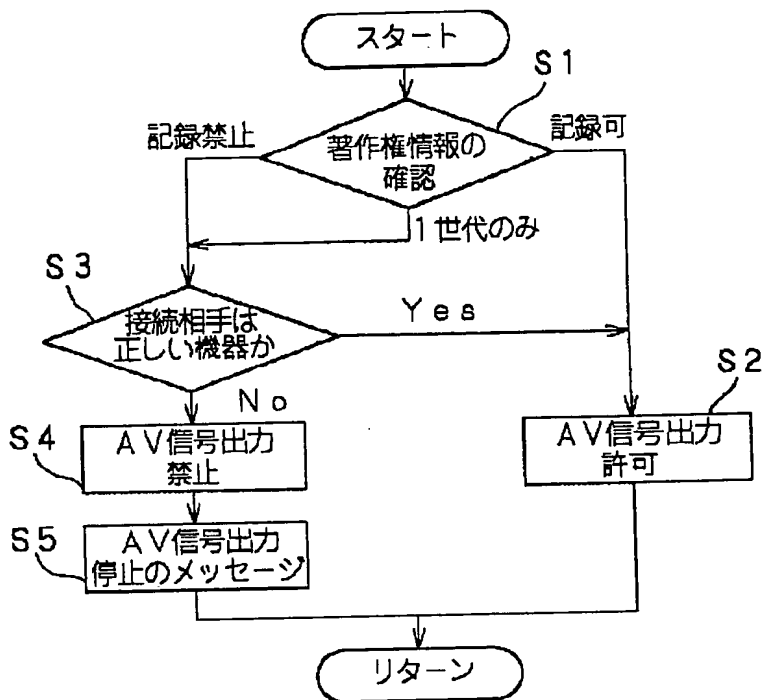 スタート
S1
記録禁止
記録可
著作権情報の
確認
1世代のみ
S3
接続相手は
正しい機器か
Yes
No
S2
S4
AV信号出力
禁止
AV信号出力
許可
S5
AV信号出力
停止のメッセージ
リターン